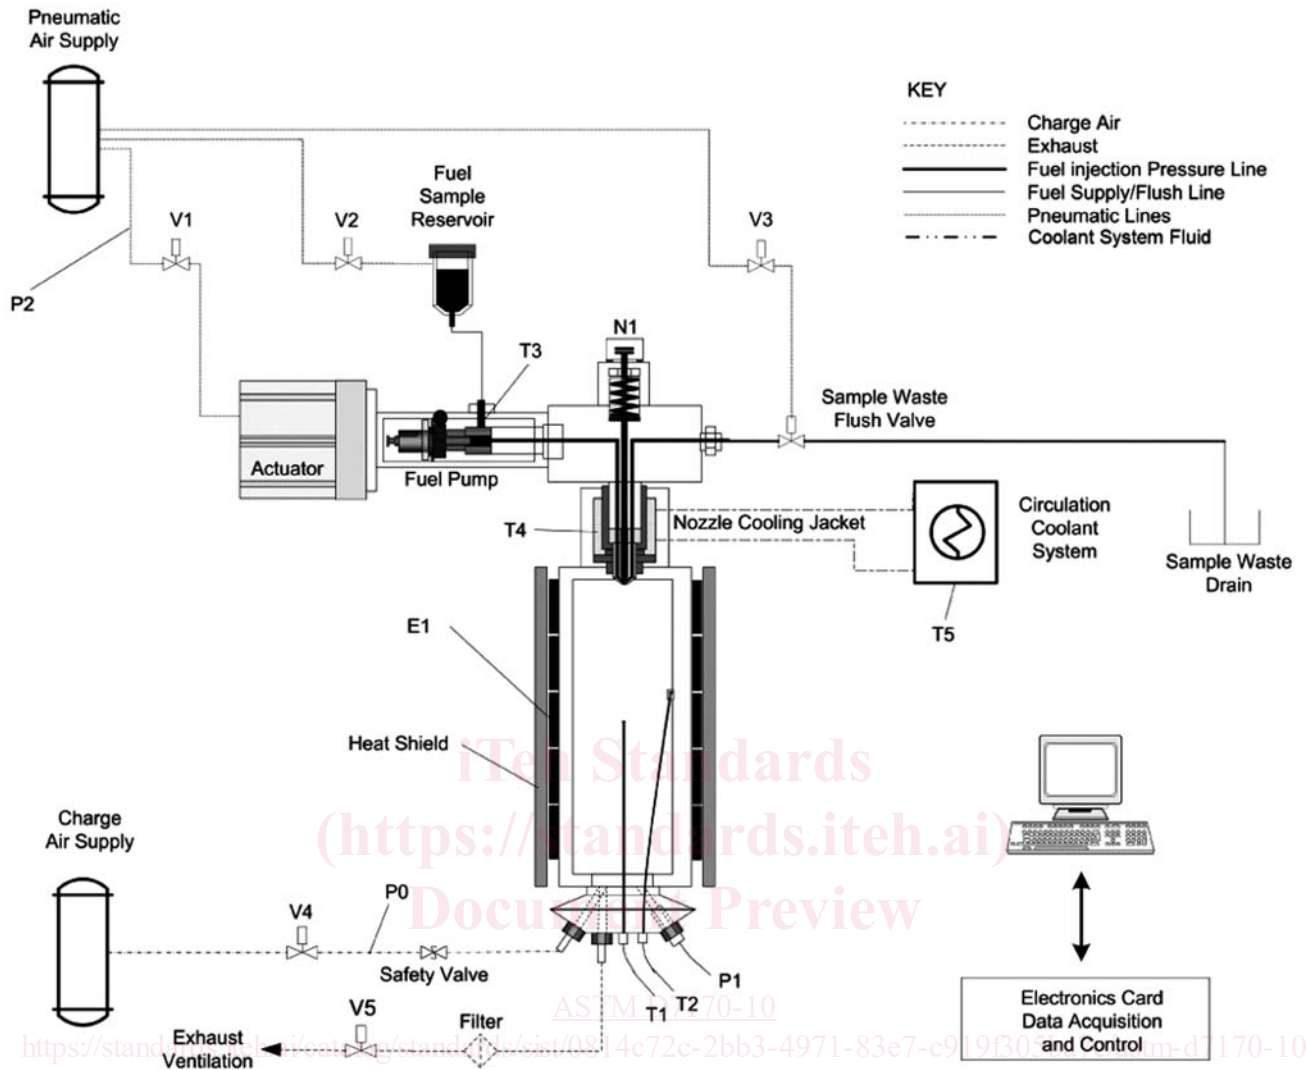 Pneumatic
Air Supply
KEY
Charge Air
Exhaust
Fuel injection Pressure Line
Fuel Supply/Flush Line
Pneumatic Lines
Coolant System Fluid
Fuel
Sample
Reservoir
V1
V2
V3
P2
N1
T3
Sample Waste
Flush Valve
Actuator
Fuel Pump
T4
Nozzle Cooling Jacket
Circulation
Coolant
System
Sample Waste
Drain
T5
E1
Heat Shield
iTeh Standards
(https://standards.iteh.ai)
Document Preview
Charge
Air Supply
V4
P0
Safety Valve
P1
T2
T1
ASTM D7170-10
V5
Filter
Exhaust
Ventilation
Electronics Card
Data Acquisition
and Control